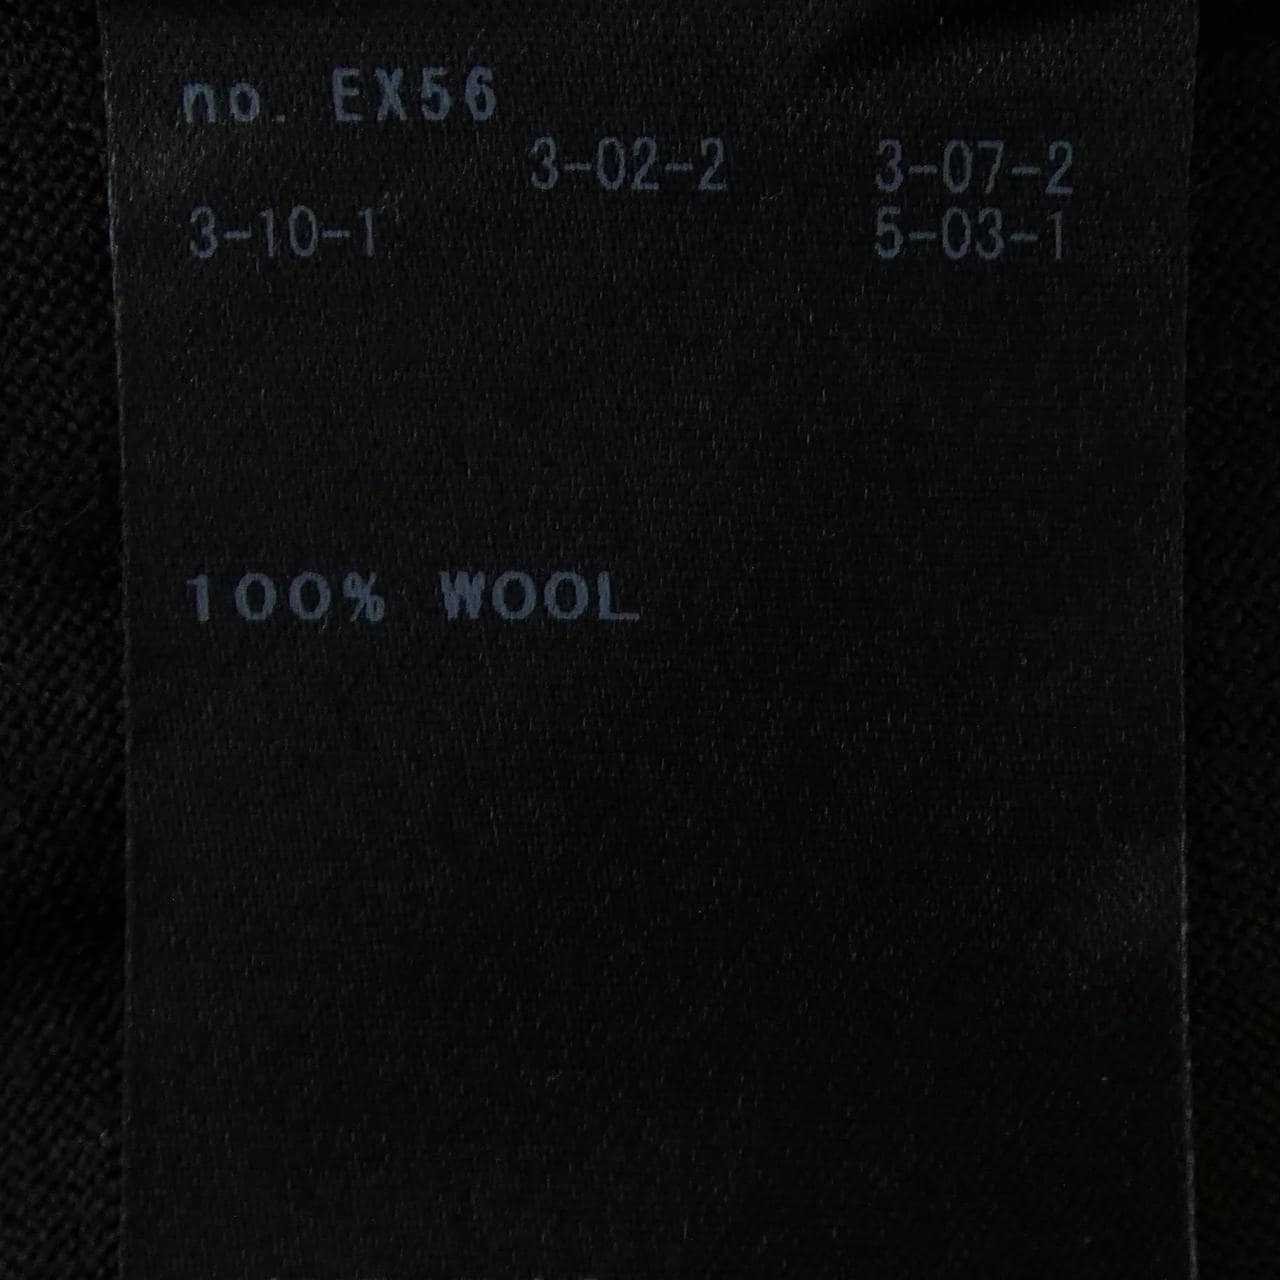 no. EX56
3-02-2 3-07-2
3-10-1 5-03-1
100% WOOL